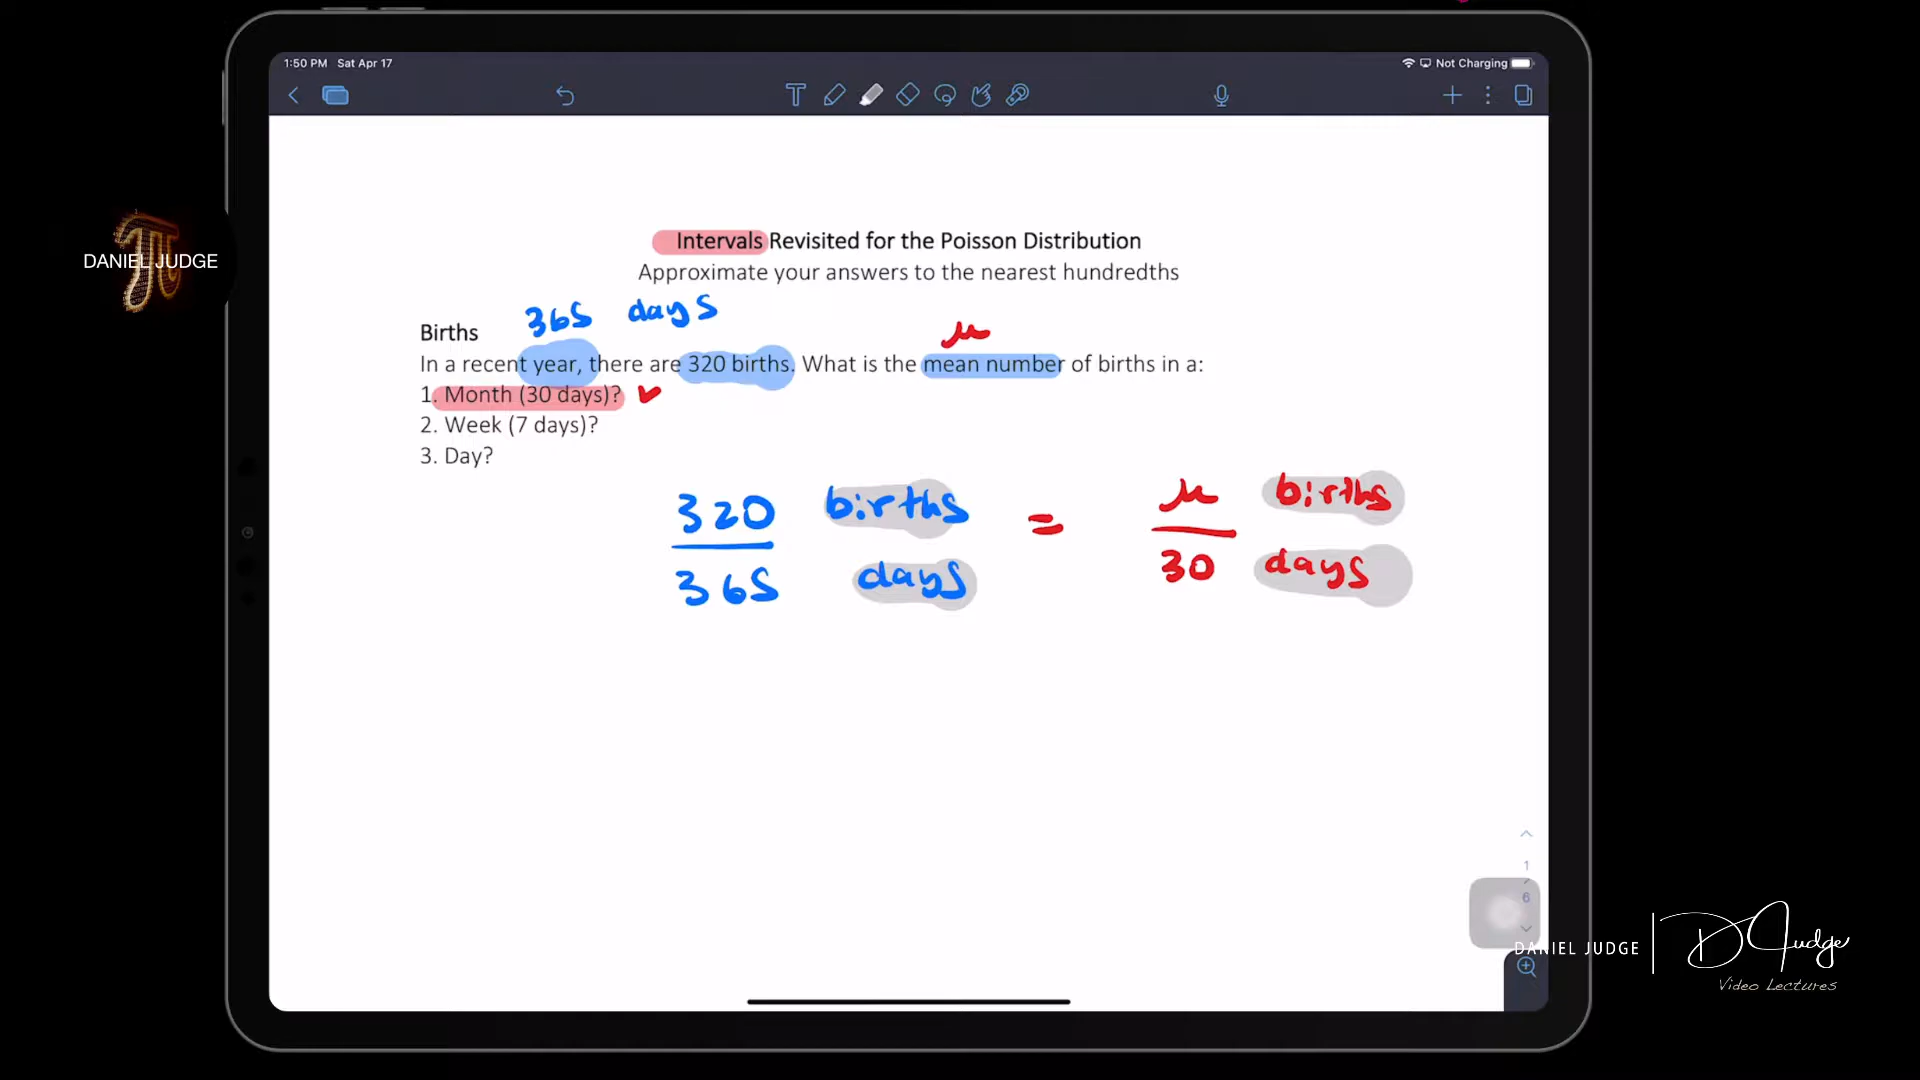 1:50 PM Sat Apr 17
Not Charging
DANIEL JUDGE
Intervals Revisited for the Poisson Distribution
Approximate your answers to the nearest hundredths
365 days
Births
μ
In a recent year, there are 320 births. What is the mean number of births in a:
1. Month (30 days)?
2. Week (7 days)?
3. Day?
320 births = μ births
365 days 30 days
1
6
DANIEL JUDGE
DJudge
Video Lectures